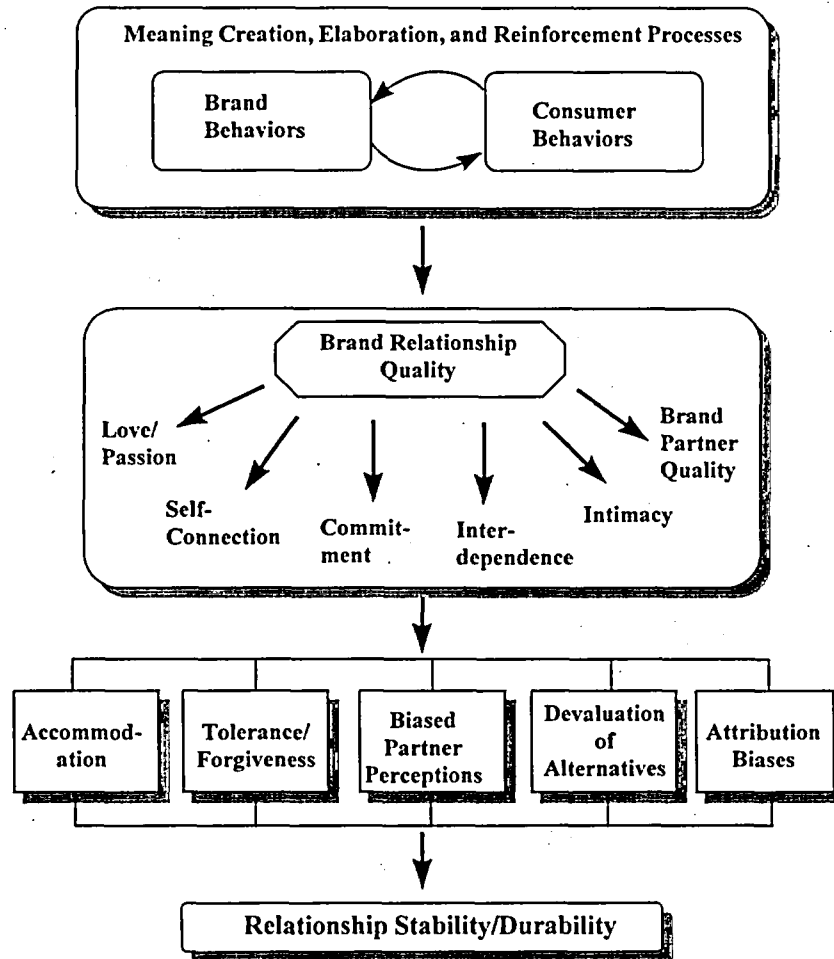 Meaning Creation, Elaboration, and Reinforcement Processes
Brand
Behaviors
Consumer
Behaviors
Brand Relationship
Quality
Love/
Passion
Self-
Connection
Commit-
ment
Inter-
dependence
Intimacy
Brand
Partner
Quality
Accommod-
ation
Tolerance/
Forgiveness
Biased
Partner
Perceptions
Devaluation
of
Alternatives
Attribution
Biases
Relationship Stability/Durability